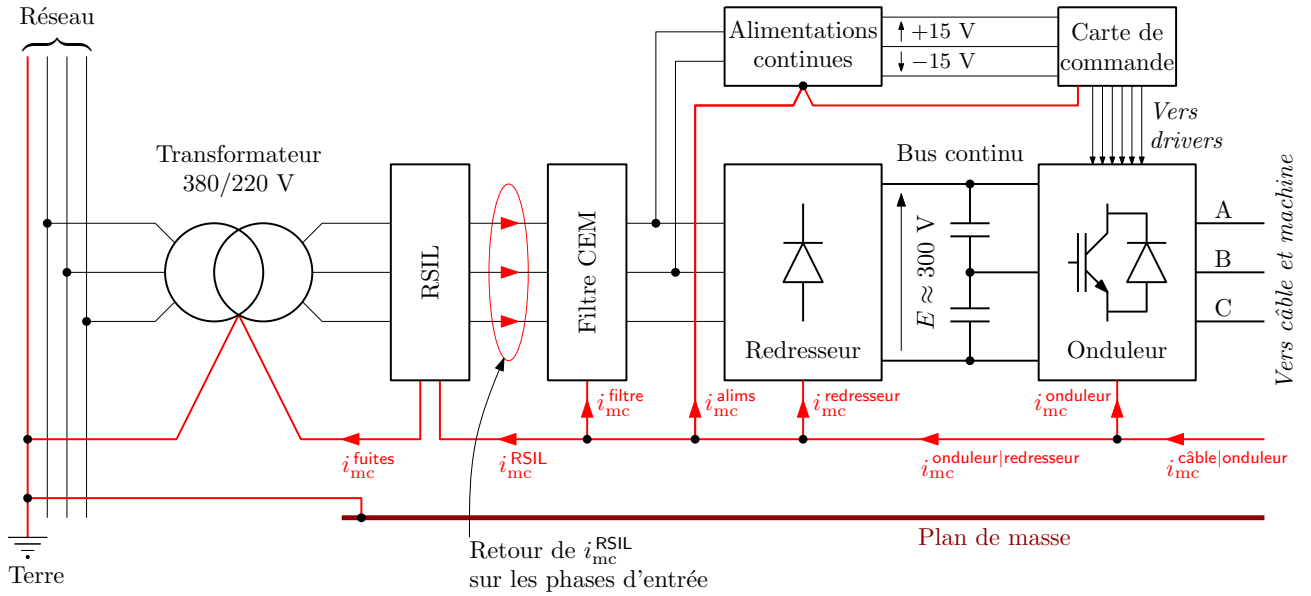 Réseau
Transformateur
380/220 V
RSIL
Filtre CEM
Alimentations
continues
+15 V
−15 V
Carte de
commande
Vers
drivers
Bus continu
E ≈ 300 V
Redresseur
Onduleur
A
B
C
Vers câble et machine
i_mc^fuites
i_mc^RSIL
i_mc^filtre
i_mc^alims
i_mc^redresseur
i_mc^onduleur|redresseur
i_mc^onduleur
i_mc^câble|onduleur
Plan de masse
Retour de i_mc^RSIL
sur les phases d'entrée
Terre